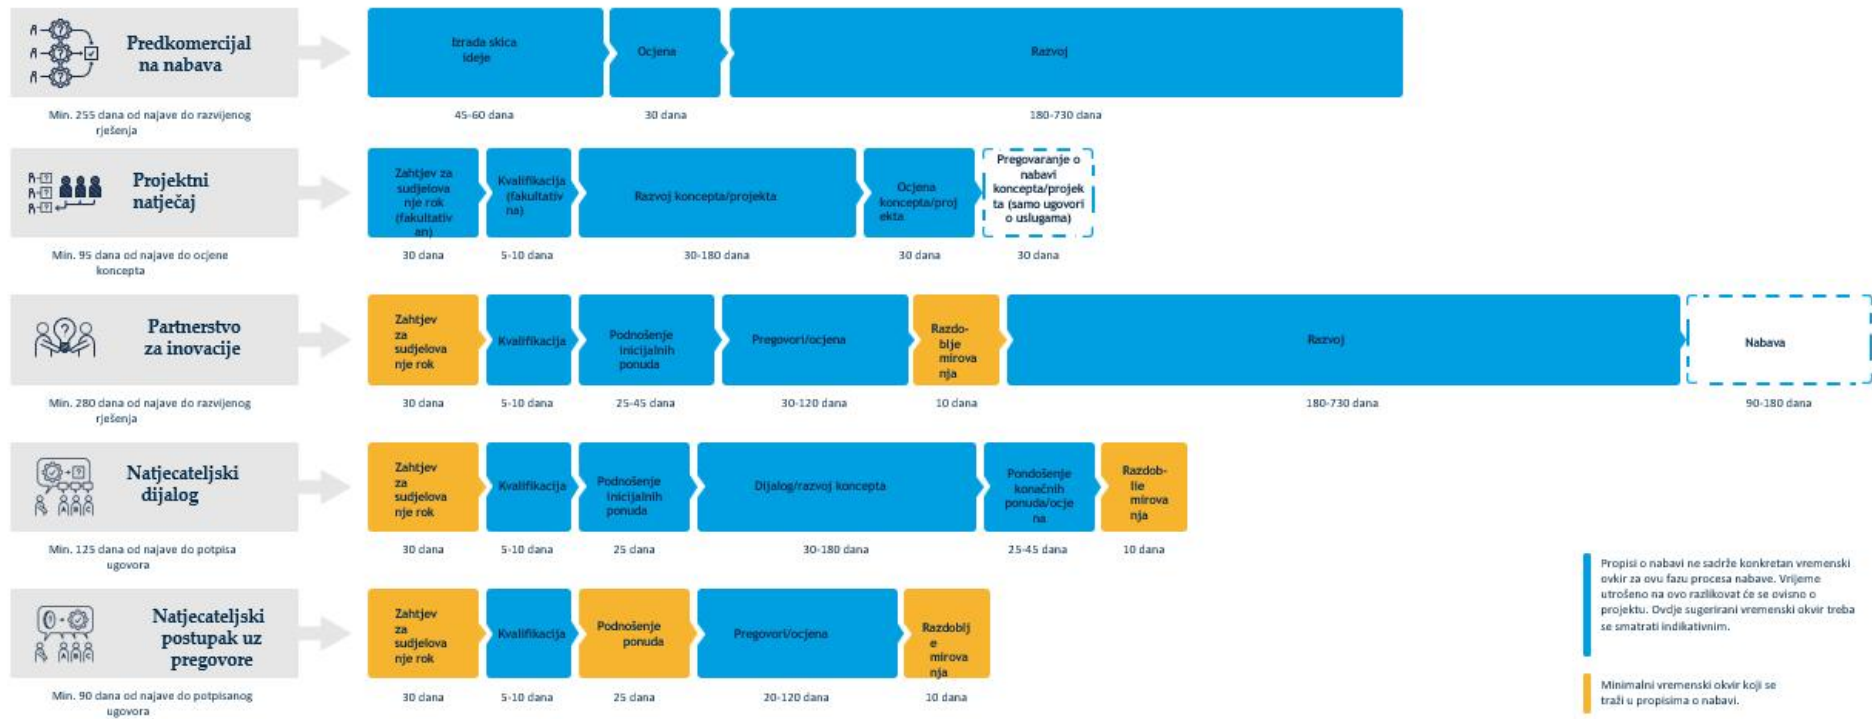 Predkomercijal
na nabava
Izrada skica
ideje
Ocjena
Razvoj
Min. 255 dana od najave do razvijenog
rješenja
45-60 dana
30 dana
180-730 dana
Projektni
natječaj
Zahtjev za
sudjelova
nje rok
(fakultativ
an)
Kvalifikacija
(fakultativ
na)
Razvoj koncepta/projekta
Ocjena
koncepta/proj
ekta
Pregovaranje o
nabavi
koncepta/projek
ta (samo ugovori
o uslugama)
Min. 95 dana od najave do ocjene
koncepta
30 dana
5-10 dana
30-180 dana
30 dana
30 dana
Partnerstvo
za inovacije
Zahtjev
za
sudjelova
nje rok
Kvalifikacija
Podnošenje
inicijalnih
ponuda
Pregovori/ocjena
Razdo-
blje
mirova
nja
Razvoj
Nabava
Min. 280 dana od najave do razvijenog
rješenja
30 dana
5-10 dana
25-45 dana
30-120 dana
10 dana
180-730 dana
90-180 dana
Natjecateljski
dijalog
Zahtjev
za
sudjelova
nje rok
Kvalifikacija
Podnošenje
inicijalnih
ponuda
Dijalog/razvoj koncepta
Pondošenje
konačnih
ponuda/ocje
na
Razdob-
lie
mirova
nja
Min. 125 dana od najave do potpisa
ugovora
30 dana
5-10 dana
25 dana
30-180 dana
25-45 dana
10 dana
Natjecateljski
postupak uz
pregovore
Zahtjev
za
sudjelova
nje rok
Kvalifikacija
Podnošenje
ponuda
Pregovori/ocjena
Razdoblj
e
mirova
nja
Min. 90 dana od najave do potpisanog
ugovora
30 dana
5-10 dana
25 dana
20-120 dana
10 dana
Propisi o nabavi ne sadrže konkretan vremenski
ovkir za ovu fazu procesa nabave. Vrijeme
utrošeno na ovo razlikovat će se ovisno o
projektu. Ovdje sugerirani vremenski okvir treba
se smatrati indikativnim.
Minimalni vremenski okvir koji se
traži u propisima o nabavi.